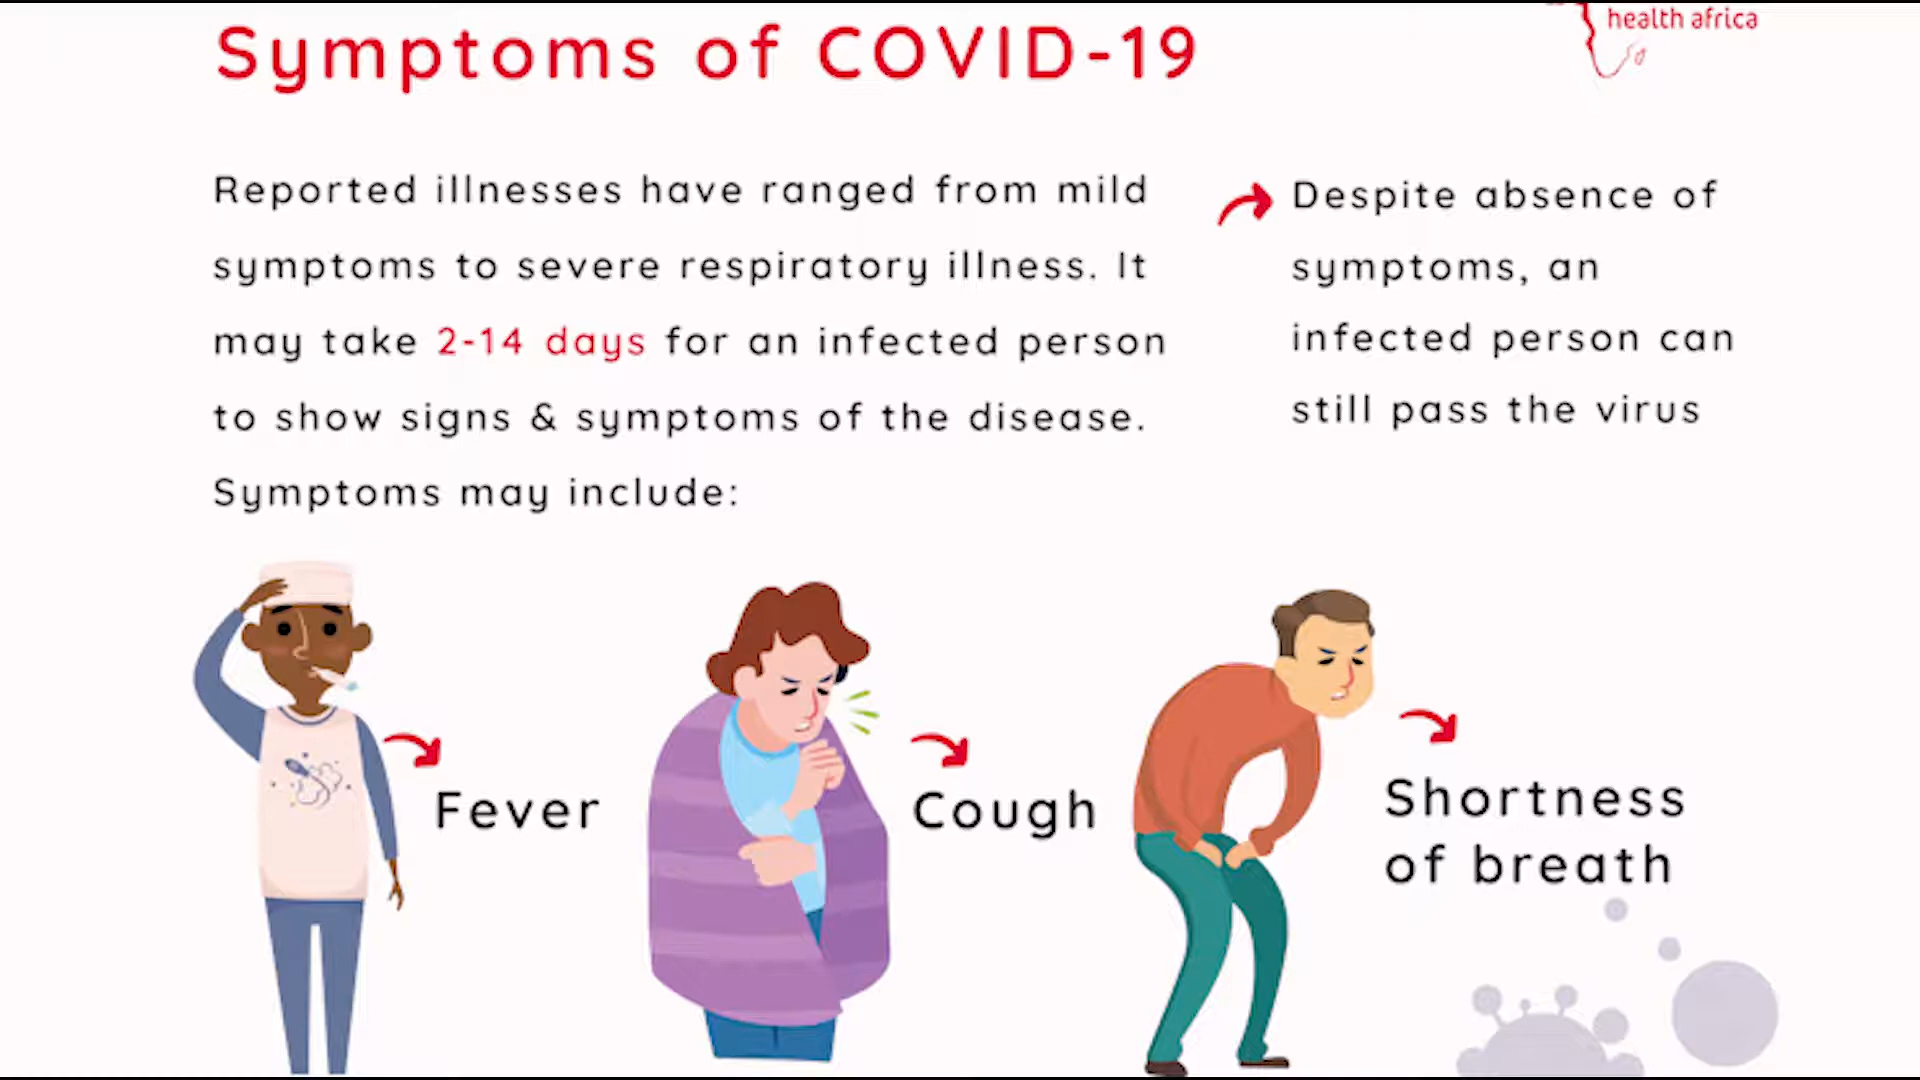 health africa
Symptoms of COVID-19
Reported illnesses have ranged from mild
symptoms to severe respiratory illness. It
may take 2-14 days for an infected person
to show signs & symptoms of the disease.
Symptoms may include:
Despite absence of
symptoms, an
infected person can
still pass the virus
Fever
Cough
Shortness
of breath